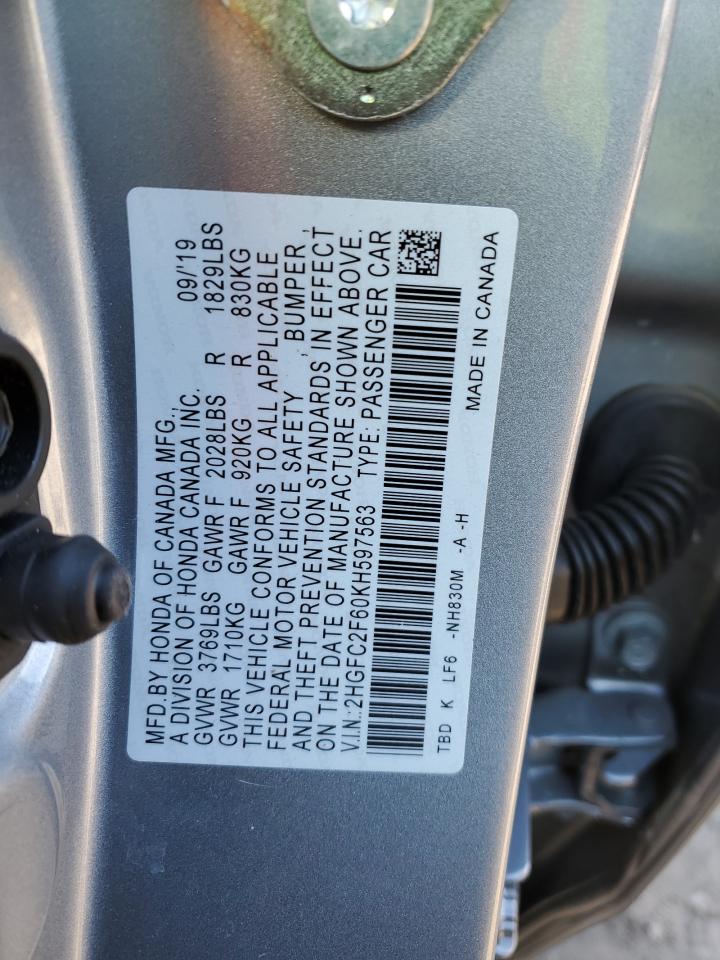 MFD.BY HONDA OF CANADA MFG., 09/'19
A DIVISION OF HONDA CANADA INC.
GVWR 3769LBS GAWR F 2028LBS R 1829LBS
GVWR 1710KG GAWR F 920KG R 830KG
THIS VEHICLE CONFORMS TO ALL APPLICABLE
FEDERAL MOTOR VEHICLE SAFETY , BUMPER ,
AND THEFT PREVENTION STANDARDS IN EFFECT
ON THE DATE OF MANUFACTURE SHOWN ABOVE.
V.I.N.:2HGFC2F60KH597563 TYPE: PASSENGER CAR
TBD K LF6 -NH830M -A -H
MADE IN CANADA